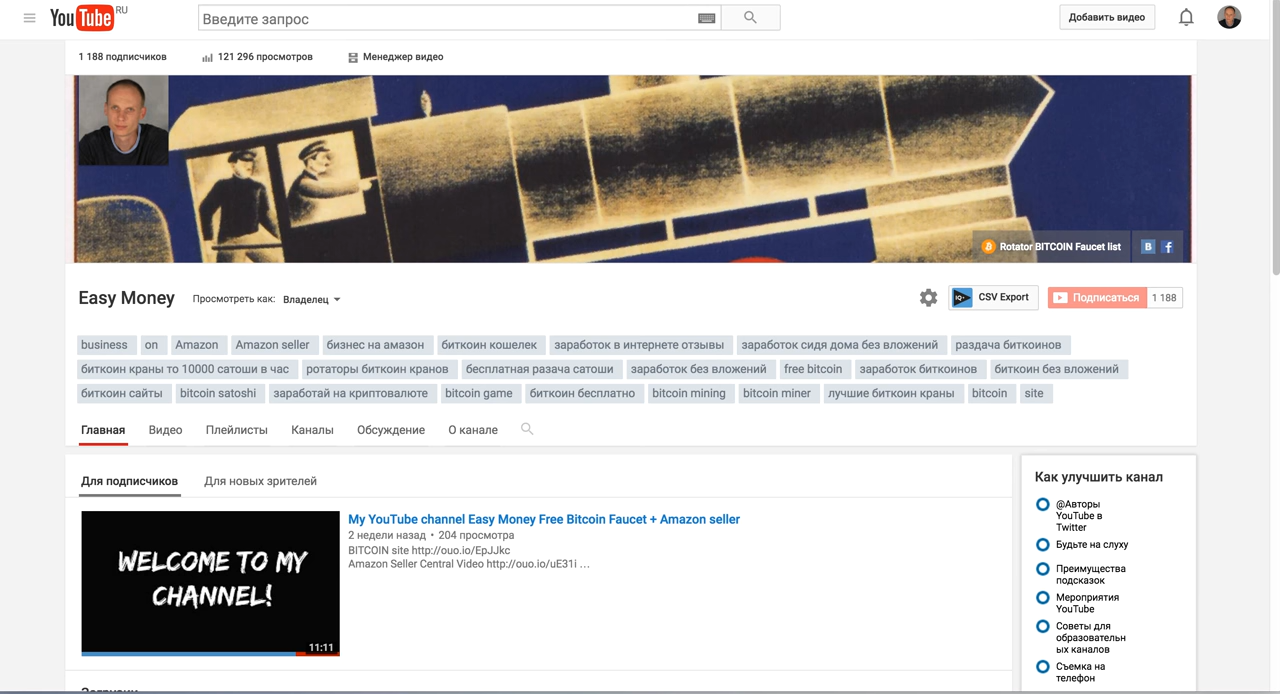 YouTube RU
Введите запрос
Добавить видео
1 188 подписчиков 121 296 просмотров Менеджер видео
Rotator BITCOIN Faucet list B f
Easy Money Просмотреть как: Владелец
IQ+ CSV Export Подписаться 1 188
business on Amazon Amazon seller бизнес на амазон биткоин кошелек заработок в интернете отзывы заработок сидя дома без вложений раздача биткоинов
биткоин краны то 10000 сатоши в час ротаторы биткоин кранов бесплатная разача сатоши заработок без вложений free bitcoin заработок биткоинов биткоин без вложений
биткоин сайты bitcoin satoshi заработай на криптовалюте bitcoin game биткоин бесплатно bitcoin mining bitcoin miner лучшие биткоин краны bitcoin site
Главная Видео Плейлисты Каналы Обсуждение О канале
Для подписчиков Для новых зрителей
WELCOME TO MY
CHANNEL!
11:11
My YouTube channel Easy Money Free Bitcoin Faucet + Amazon seller
2 недели назад • 204 просмотра
BITCOIN site http://ouo.io/EpJJkc
Amazon Seller Central Video http://ouo.io/uE31i ...
Как улучшить канал
@Авторы
YouTube в
Twitter
Будьте на слуху
Преимущества
подсказок
Мероприятия
YouTube
Советы для
образовательн
ых каналов
Съемка на
телефон
Загрузки